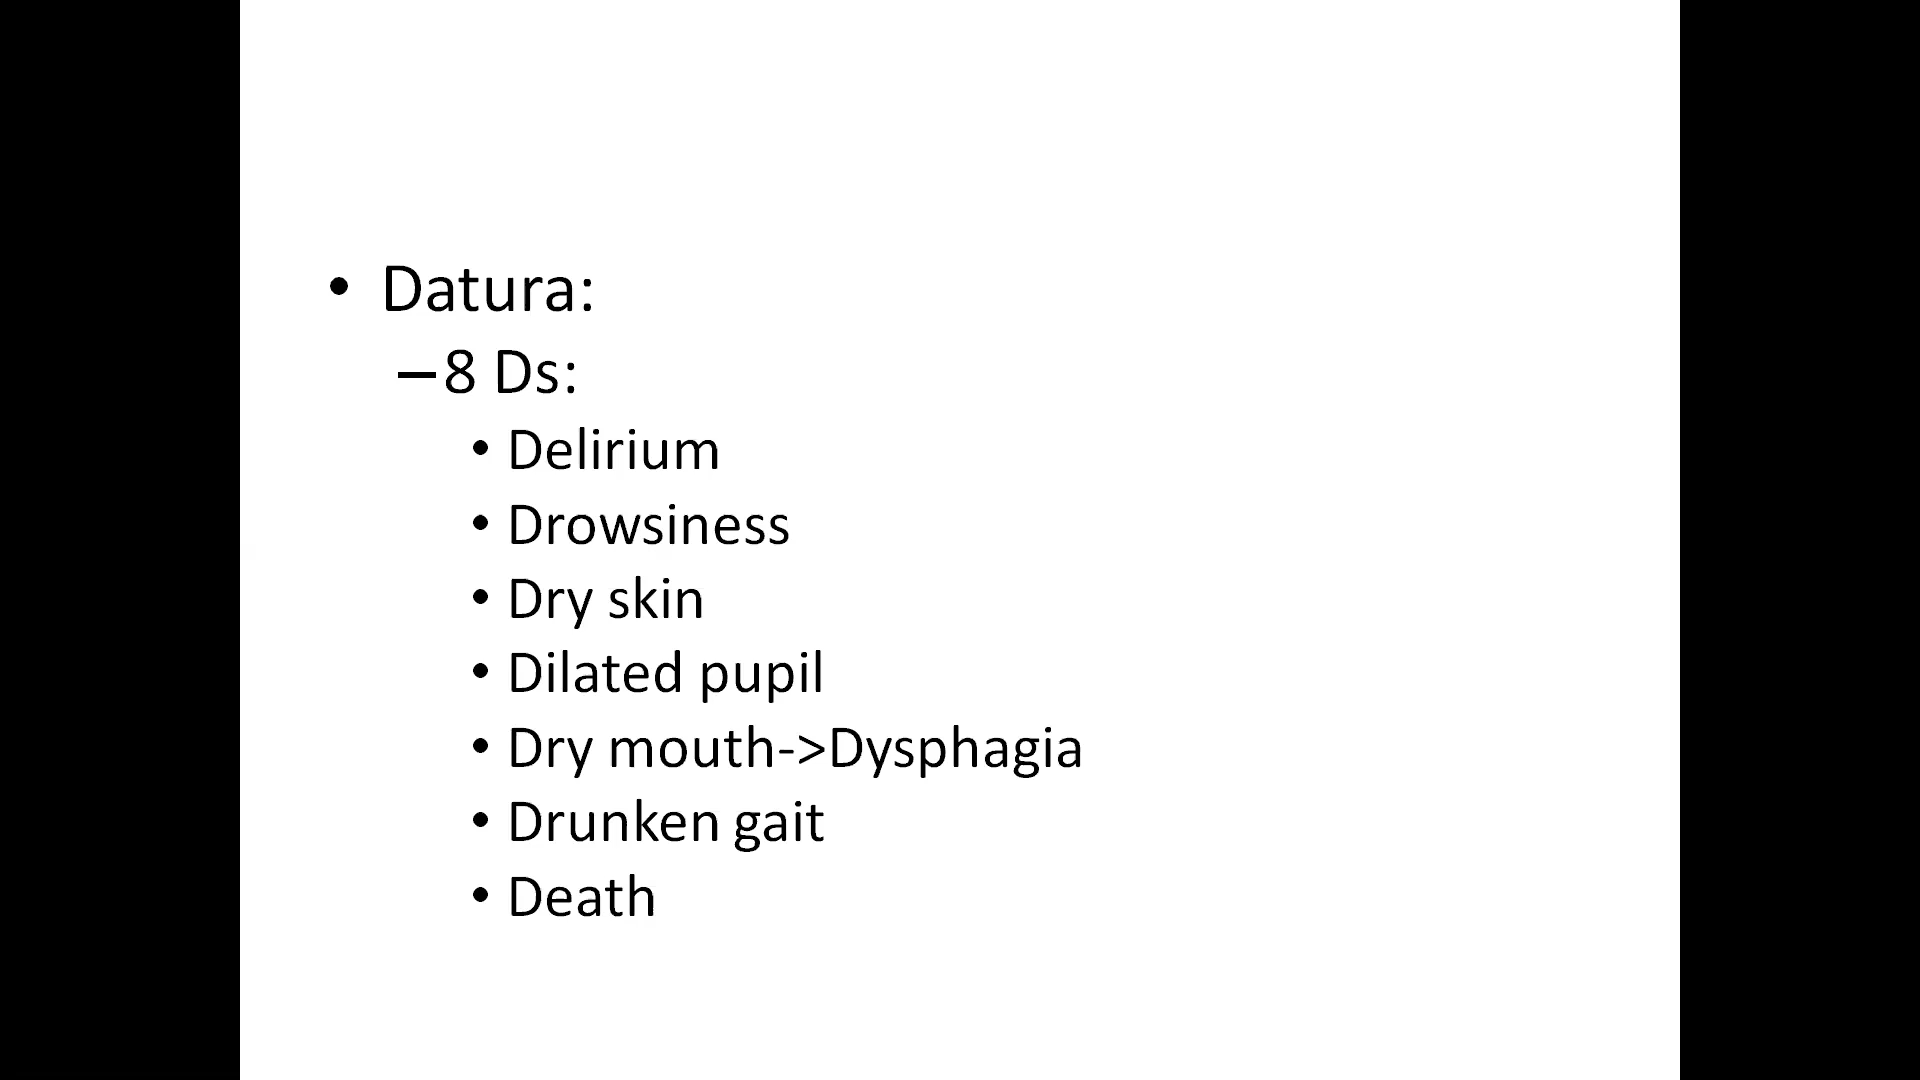 • Datura:
–8 Ds:
• Delirium
• Drowsiness
• Dry skin
• Dilated pupil
• Dry mouth->Dysphagia
• Drunken gait
• Death